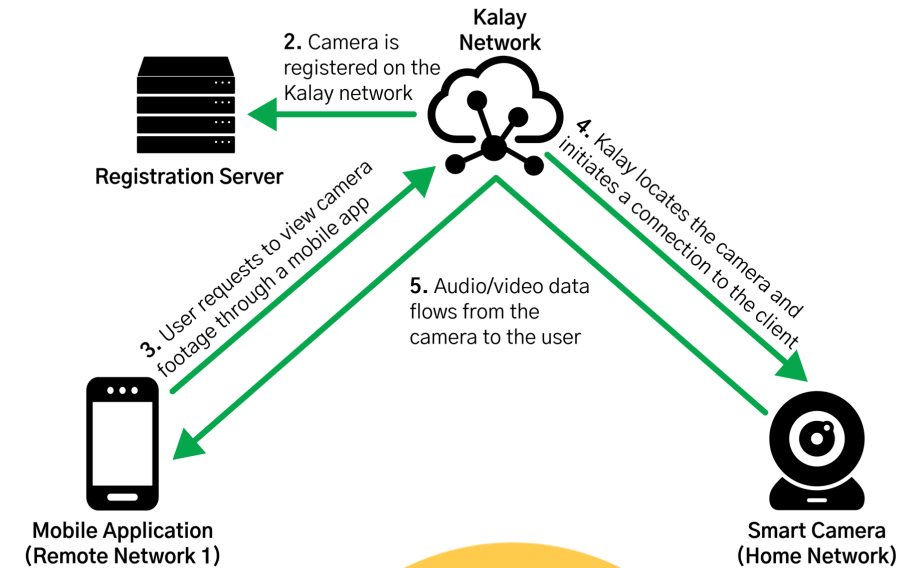 Kalay
Network
2. Camera is
registered on the
Kalay network
Registration Server
3. User requests to view camera
footage through a mobile app
4. Kalay locates the camera and
initiates a connection to the client
5. Audio/video data
flows from the
camera to the user
Mobile Application
(Remote Network 1)
Smart Camera
(Home Network)